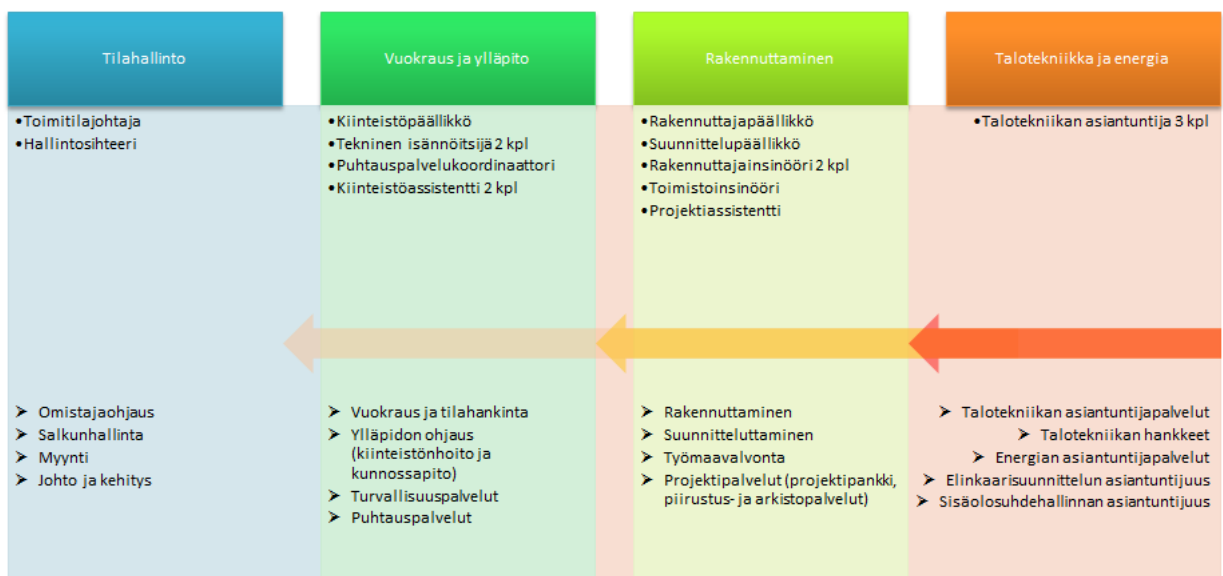 Tilahallinto
•Toimitilajohtaja
•Hallintosihteeri
➤ Omistajaohjaus
➤ Salkunhallinta
➤ Myynti
➤ Johto ja kehitys
Vuokraus ja ylläpito
•Kiinteistöpäällikkö
•Tekninen isännöitsijä 2 kpl
•Puhtauspalvelukoordinaattori
•Kiinteistöassistentti 2 kpl
➤ Vuokraus ja tilahankinta
➤ Ylläpidon ohjaus
(kiinteistönhoito ja
kunnossapito)
➤ Turvallisuuspalvelut
➤ Puhtauspalvelut
Rakennuttaminen
•Rakennuttajapäällikkö
•Suunnittelupäällikkö
•Rakennuttajainsinööri 2 kpl
•Toimistoinsinööri
•Projektiassistentti
➤ Rakennuttaminen
➤ Suunnitteluttaminen
➤ Työmaavalvonta
➤ Projektipalvelut (projektipankki,
piirustus- ja arkistopalvelut)
Talotekniikka ja energia
•Talotekniikan asiantuntija 3 kpl
➤ Talotekniikan asiantuntijapalvelut
➤ Talotekniikan hankkeet
➤ Energian asiantuntijapalvelut
➤ Elinkaarisuunnittelun asiantuntijuus
➤ Sisäolosuhdehallinnan asiantuntijuus